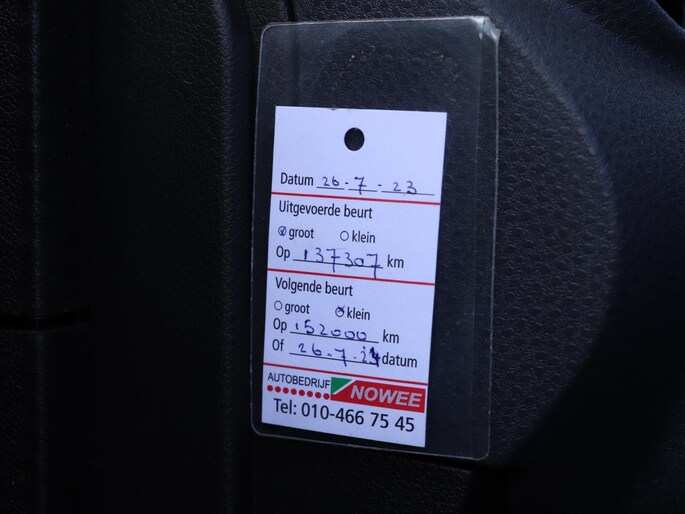 Datum 26-7-23
Uitgevoerde beurt
groot klein
Op 137307 km
Volgende beurt
groot klein
Op 152000 km
Of 26-7-24 datum
AUTOBEDRIJF NOWEE
Tel: 010-466 75 45